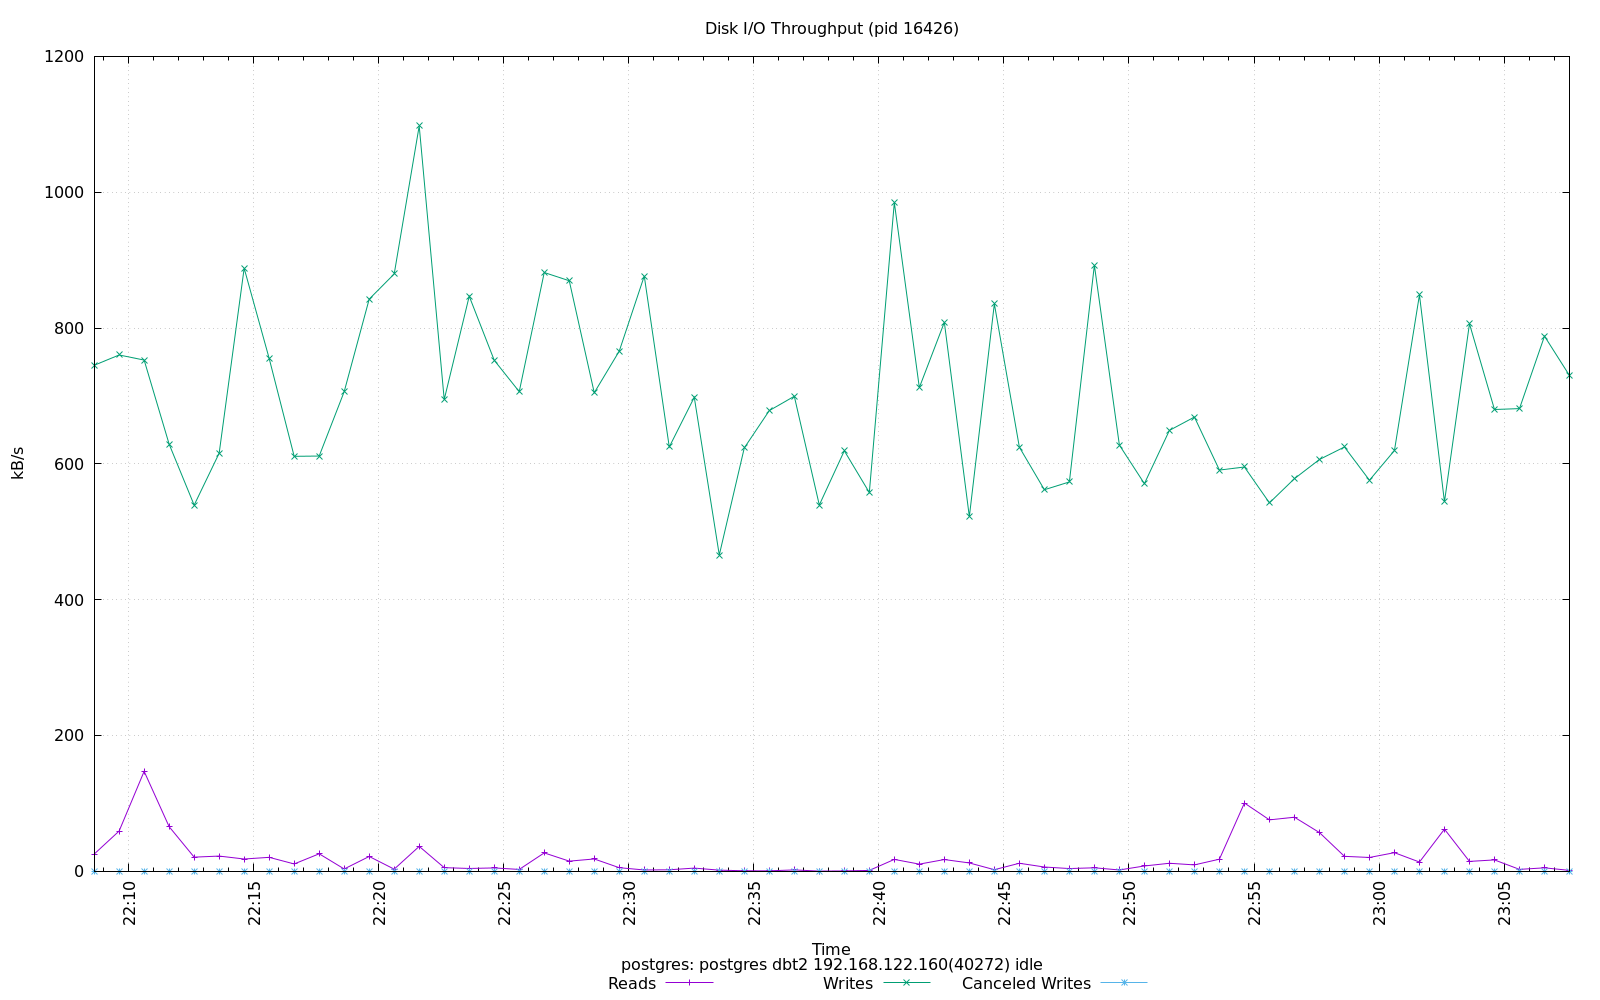 Disk I/O Throughput (pid 16426)
1200
1000
800
600
400
200
0
kB/s
22:10
22:15
22:20
22:25
22:30
22:35
22:40
22:45
22:50
22:55
23:00
23:05
Time
postgres: postgres dbt2 192.168.122.160(40272) idle
Reads
Writes
Canceled Writes